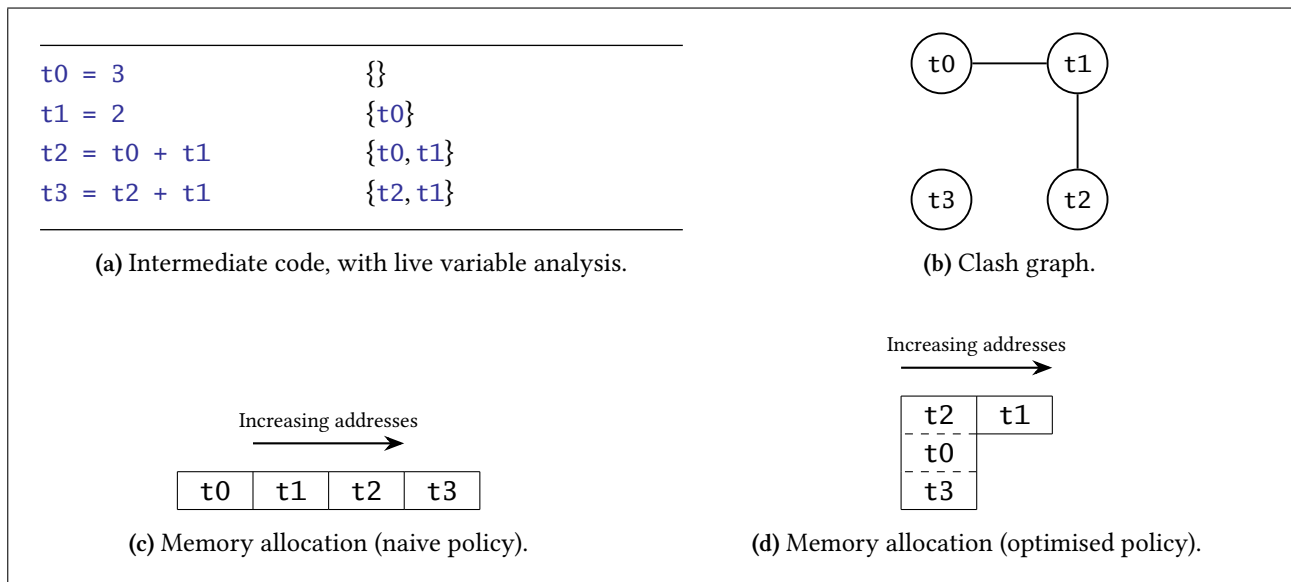 t0 = 3 {}
t1 = 2 {t0}
t2 = t0 + t1 {t0, t1}
t3 = t2 + t1 {t2, t1}
(a) Intermediate code, with live variable analysis.
t0 t1
t3 t2
(b) Clash graph.
Increasing addresses
t0 t1 t2 t3
(c) Memory allocation (naive policy).
Increasing addresses
t2 t1
t0
t3
(d) Memory allocation (optimised policy).